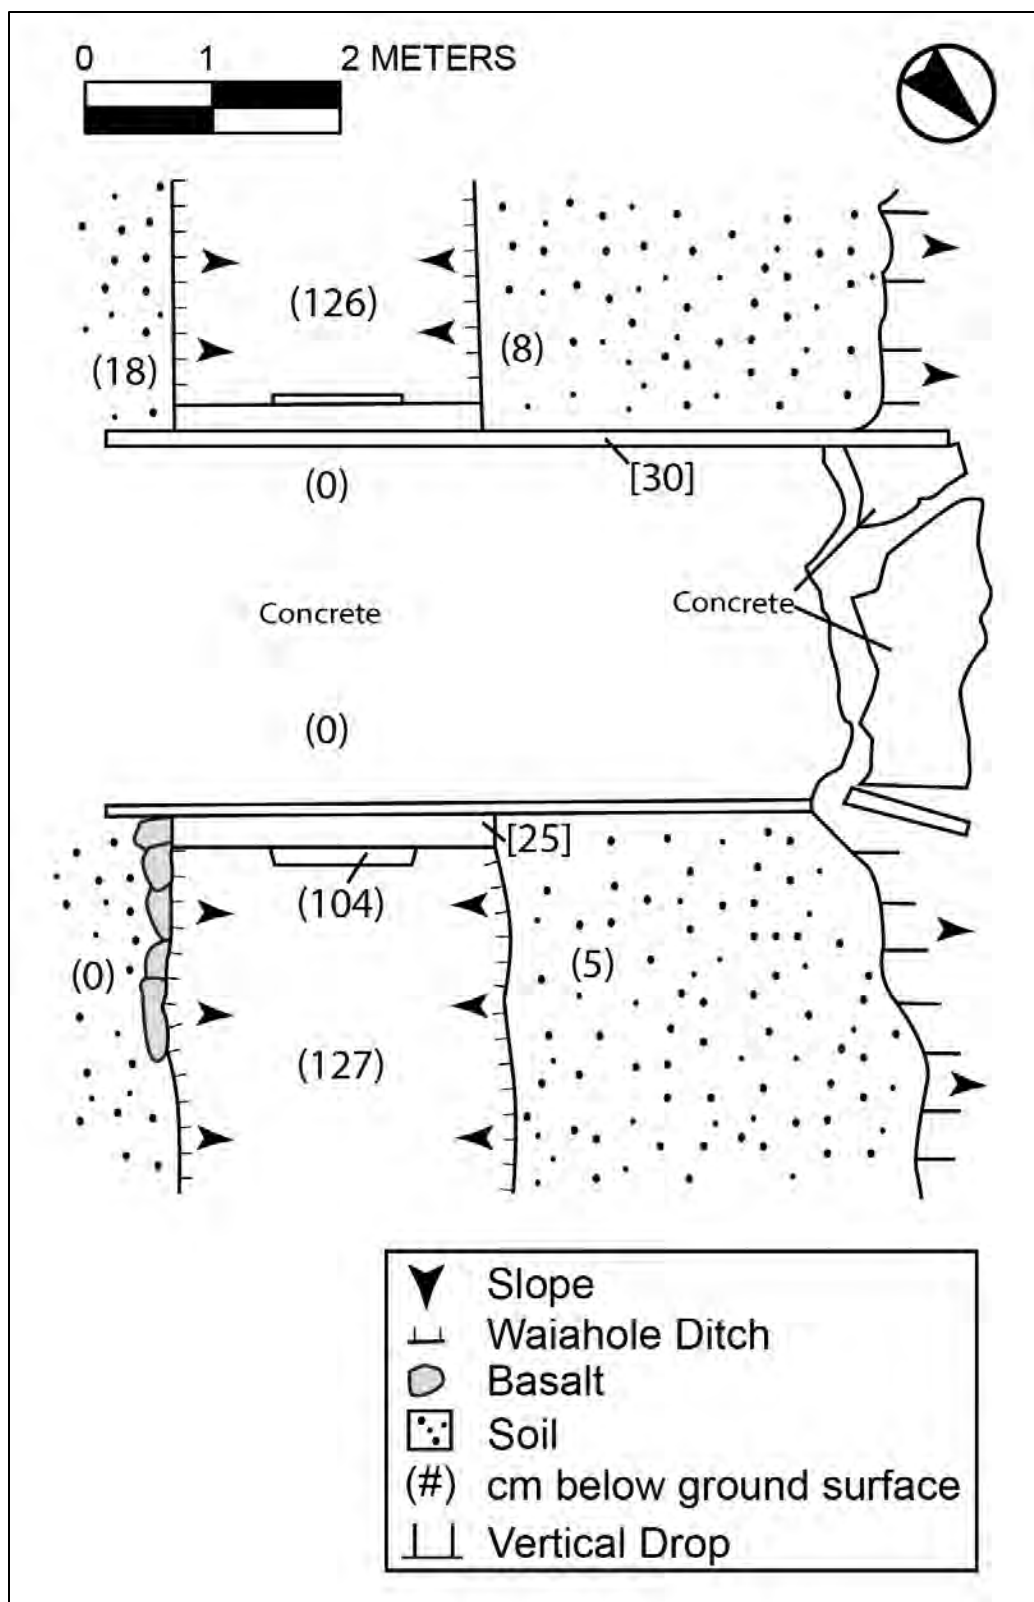 0 1 2 METERS
(126)
(8)
(18)
(0)
[30]
Concrete
Concrete
(0)
[25]
(104)
(0)
(5)
(127)
Slope
Waiahole Ditch
Basalt
Soil
(#) cm below ground surface
Vertical Drop